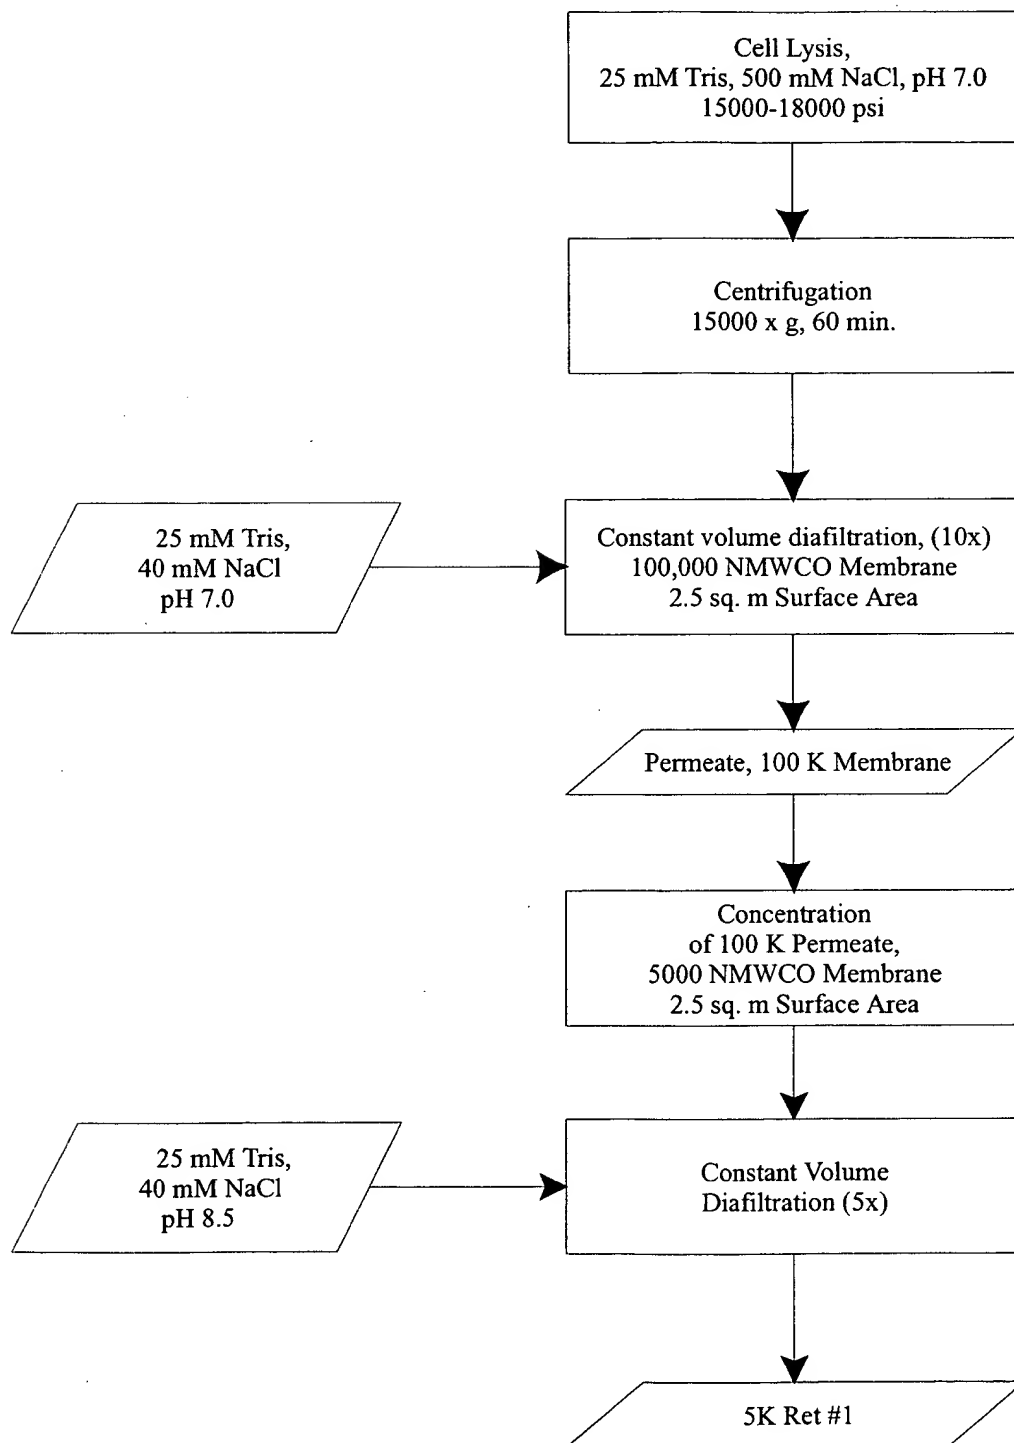 Cell Lysis,
25 mM Tris, 500 mM NaCl, pH 7.0
15000-18000 psi
Centrifugation
15000 x g, 60 min.
25 mM Tris,
40 mM NaCl
pH 7.0
Constant volume diafiltration, (10x)
100,000 NMWCO Membrane
2.5 sq. m Surface Area
Permeate, 100 K Membrane
Concentration
of 100 K Permeate,
5000 NMWCO Membrane
2.5 sq. m Surface Area
25 mM Tris,
40 mM NaCl
pH 8.5
Constant Volume
Diafiltration (5x)
5K Ret #1